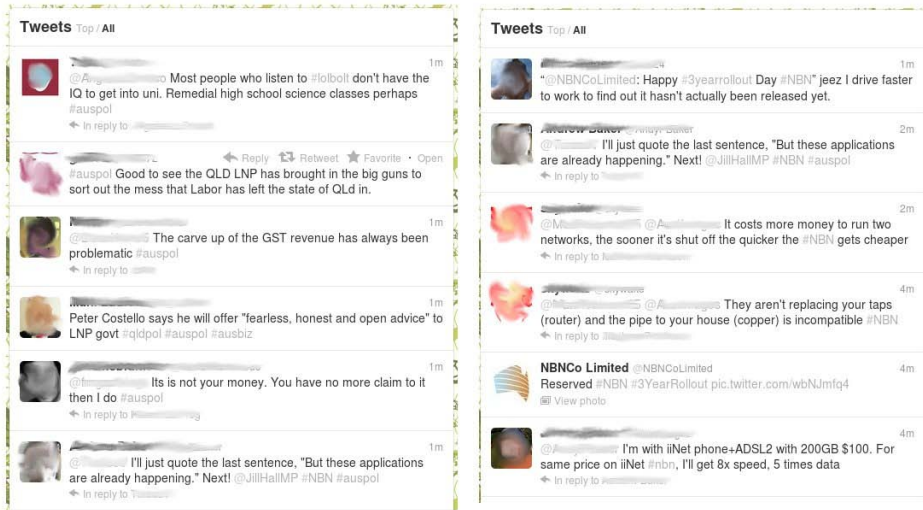 Tweets Top / All
1m
Most people who listen to #lolbolt don't have the
IQ to get into uni. Remedial high school science classes perhaps
#auspol
In reply to
Reply Retweet Favorite · Open
#auspol Good to see the QLD LNP has brought in the big guns to
sort out the mess that Labor has left the state of QLd in.
1m
The carve up of the GST revenue has always been
problematic #auspol
In reply to
1m
Peter Costello says he will offer "fearless, honest and open advice" to
LNP govt #qldpol #auspol #ausbiz
1m
Its is not your money. You have no more claim to it
then I do #auspol
In reply to
1m
I'll just quote the last sentence, "But these applications
are already happening." Next! @JillHallMP #NBN #auspol
In reply to
Tweets Top / All
1m
"@NBNCoLimited: Happy #3yearrollout Day #NBN" jeez I drive faster
to work to find out it hasn't actually been released yet.
2m
I'll just quote the last sentence, "But these applications
are already happening." Next! @JillHallMP #NBN #auspol
In reply to
2m
It costs more money to run two
networks, the sooner it's shut off the quicker the #NBN gets cheaper
In reply to
4m
They aren't replacing your taps
(router) and the pipe to your house (copper) is incompatible #NBN
In reply to
NBNCo Limited @NBNCoLimited 4m
Reserved #NBN #3YearRollout pic.twitter.com/wbNJmfq4
View photo
4m
I'm with iiNet phone+ADSL2 with 200GB $100. For
same price on iiNet #nbn, I'll get 8x speed, 5 times data
In reply to